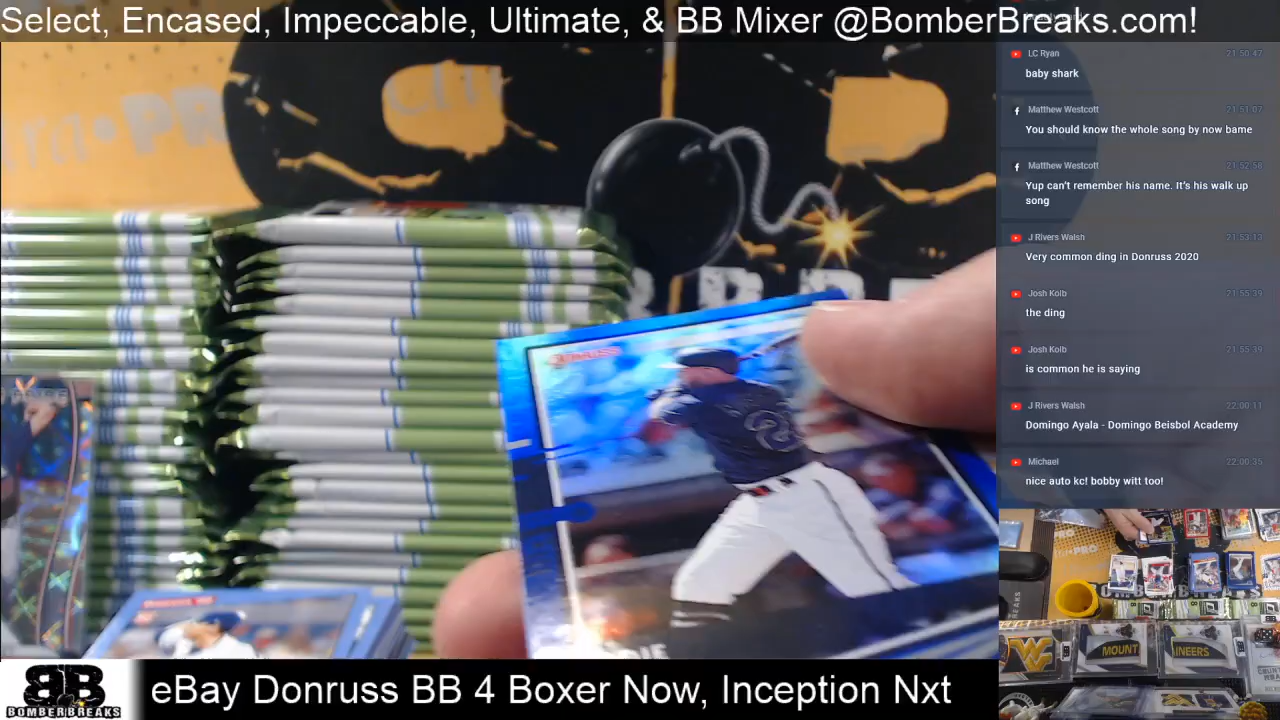 Select, Encased, Impeccable, Ultimate, & BB Mixer @BomberBreaks.com!
LC Ryan 21:50:47
baby shark
Matthew Westcott 21:51:07
You should know the whole song by now bame
Matthew Westcott 21:52:58
Yup can't remember his name. It's his walk up
song
J Rivers Walsh 21:53:13
Very common ding in Donruss 2020
Josh Kolb 21:55:39
the ding
Josh Kolb 21:55:39
is common he is saying
J Rivers Walsh 22:00:11
Domingo Ayala - Domingo Beisbol Academy
Michael 22:00:35
nice auto kc! bobby witt too!
MOUNT
AINEERS
BB
BOMBERBREAKS
eBay Donruss BB 4 Boxer Now, Inception Nxt